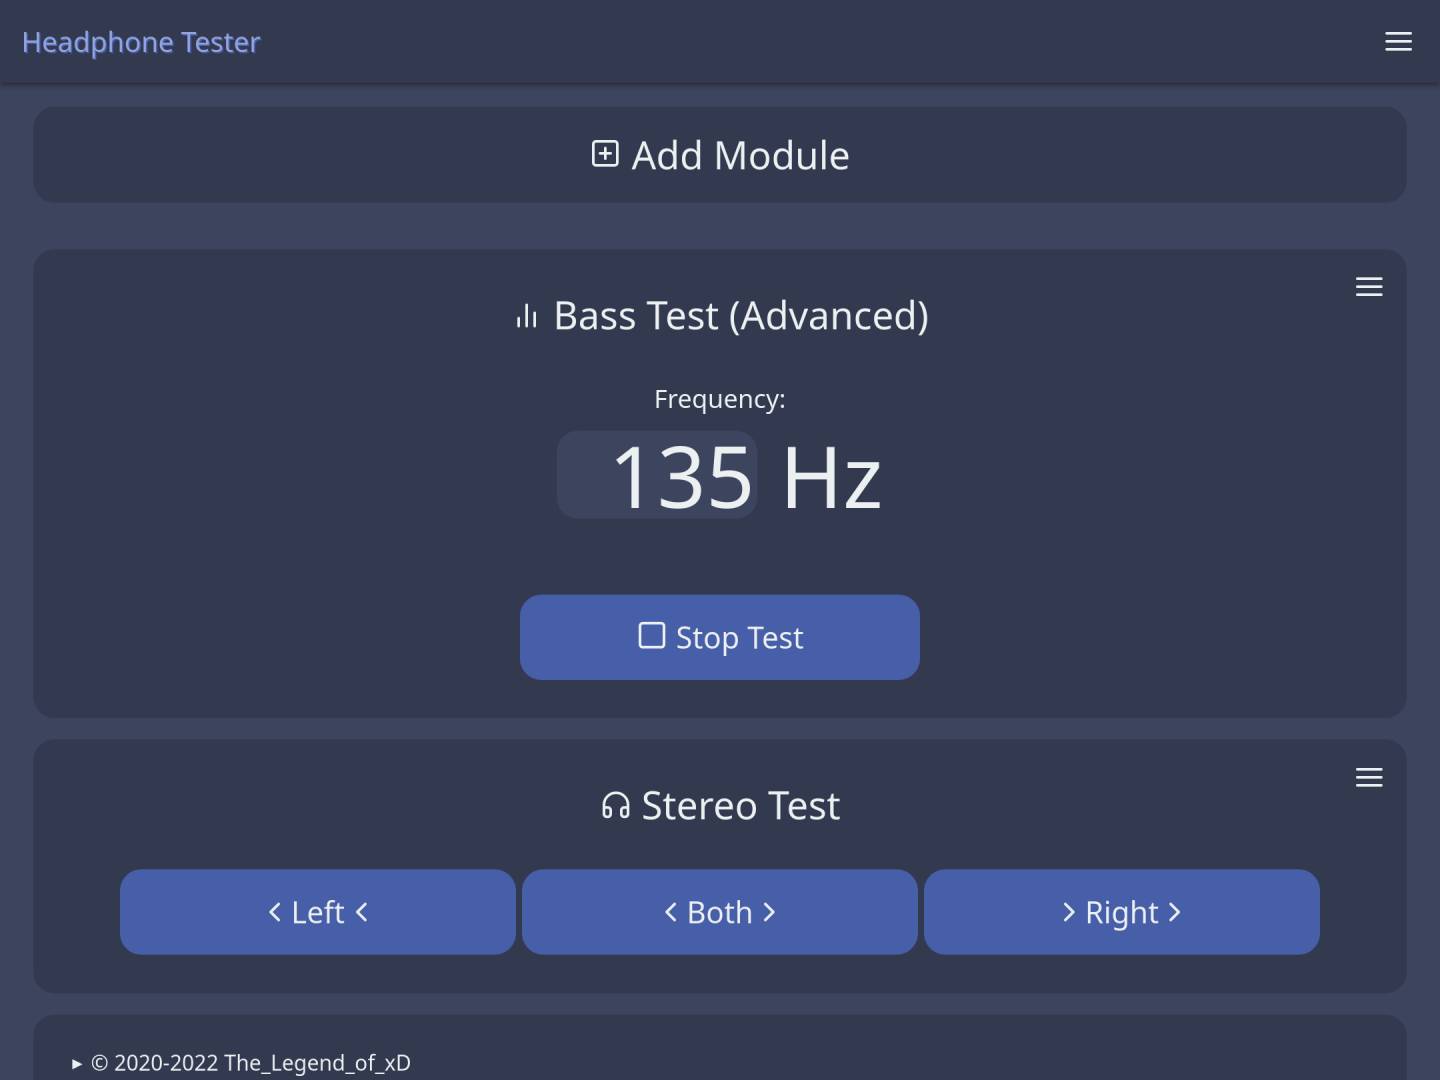 Headphone Tester
Add Module
Bass Test (Advanced)
Frequency:
135 Hz
Stop Test
Stereo Test
Left
Both
Right
© 2020-2022 The_Legend_of_xD